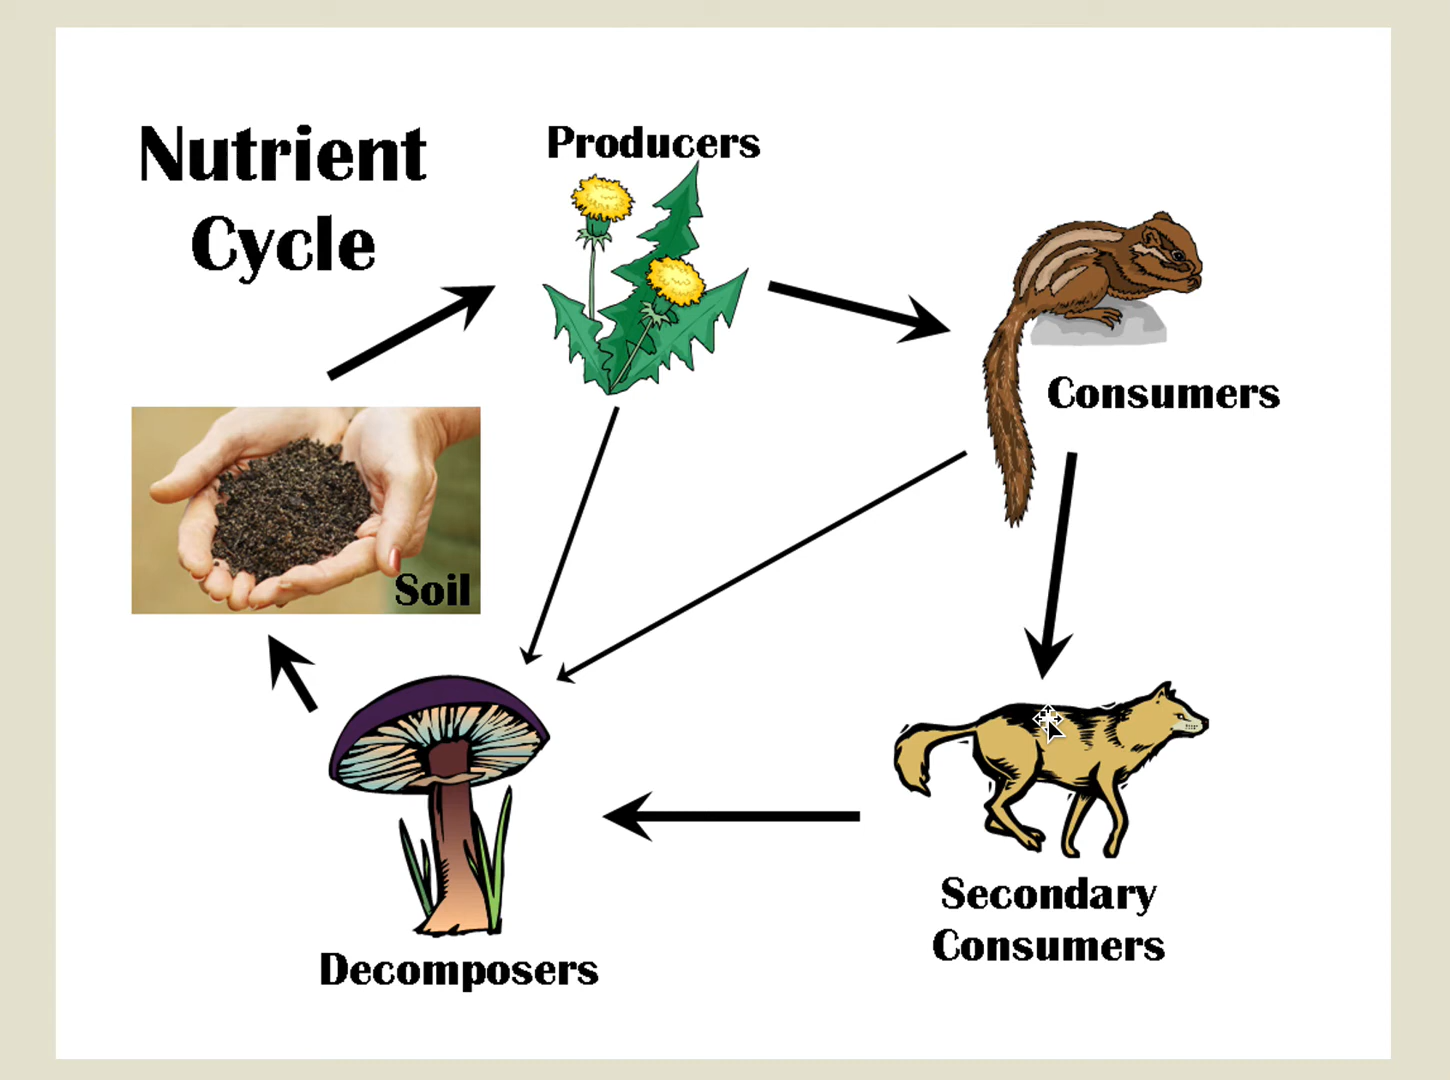 Nutrient
Cycle
Producers
Consumers
Soil
Secondary
Consumers
Decomposers